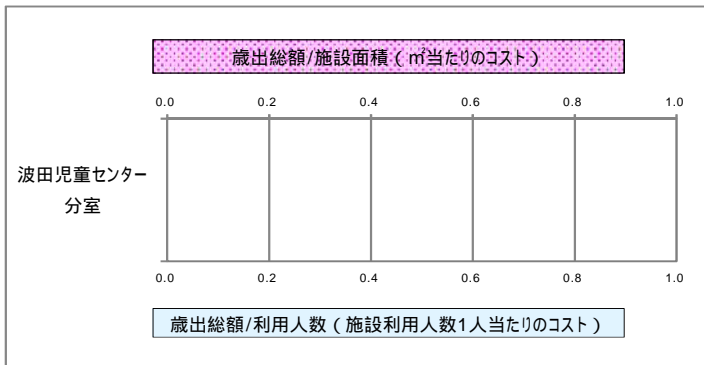 歳出総額/施設面積（㎡当たりのコスト）
0.0 0.2 0.4 0.6 0.8 1.0
波田児童センター
分室
0.0 0.2 0.4 0.6 0.8 1.0
歳出総額/利用人数（施設利用人数1人当たりのコスト）